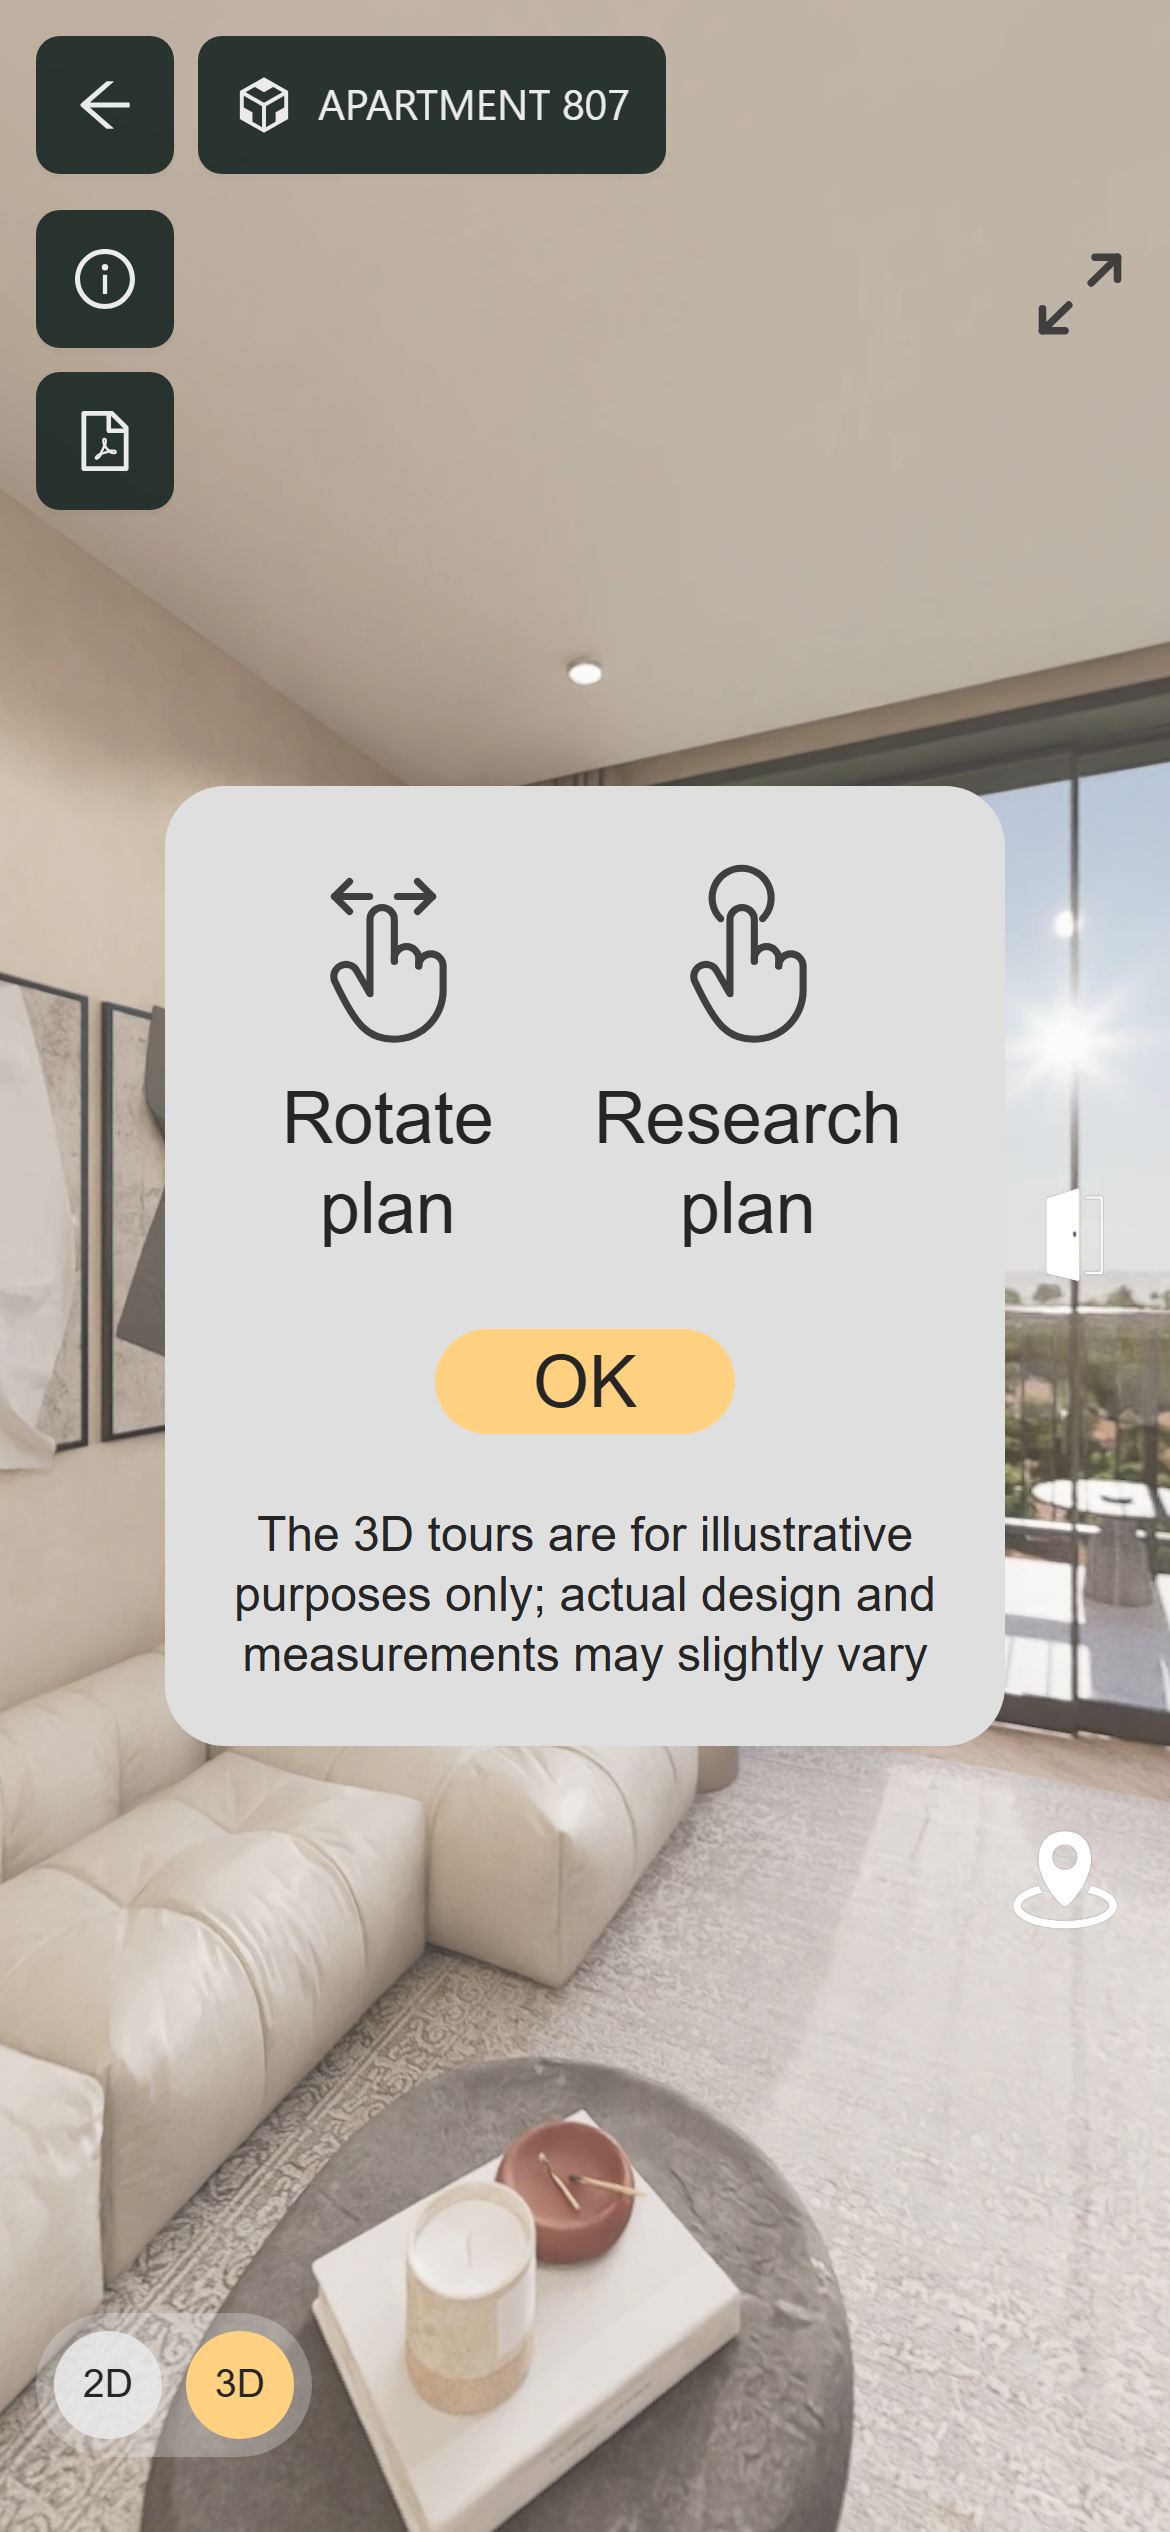 APARTMENT 807
Rotate
plan
Research
plan
OK
The 3D tours are for illustrative
purposes only; actual design and
measurements may slightly vary
2D
3D